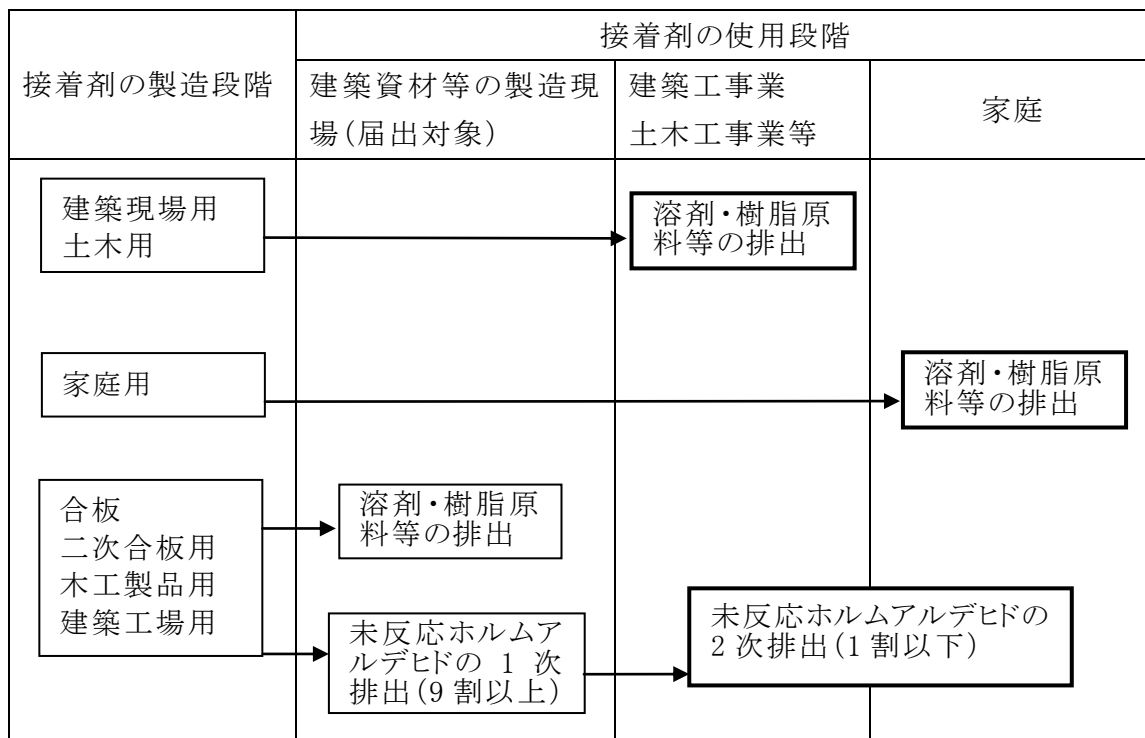 接着剤の製造段階
接着剤の使用段階
建築資材等の製造現
場(届出対象)
建築工事業
土木工事業等
家庭
建築現場用
土木用
溶剤・樹脂原
料等の排出
家庭用
溶剤・樹脂原
料等の排出
合板
二次合板用
木工製品用
建築工場用
溶剤・樹脂原
料等の排出
未反応ホルムア
ルデヒドの 1 次
排出(9割以上)
未反応ホルムアルデヒドの
2次排出(1割以下)